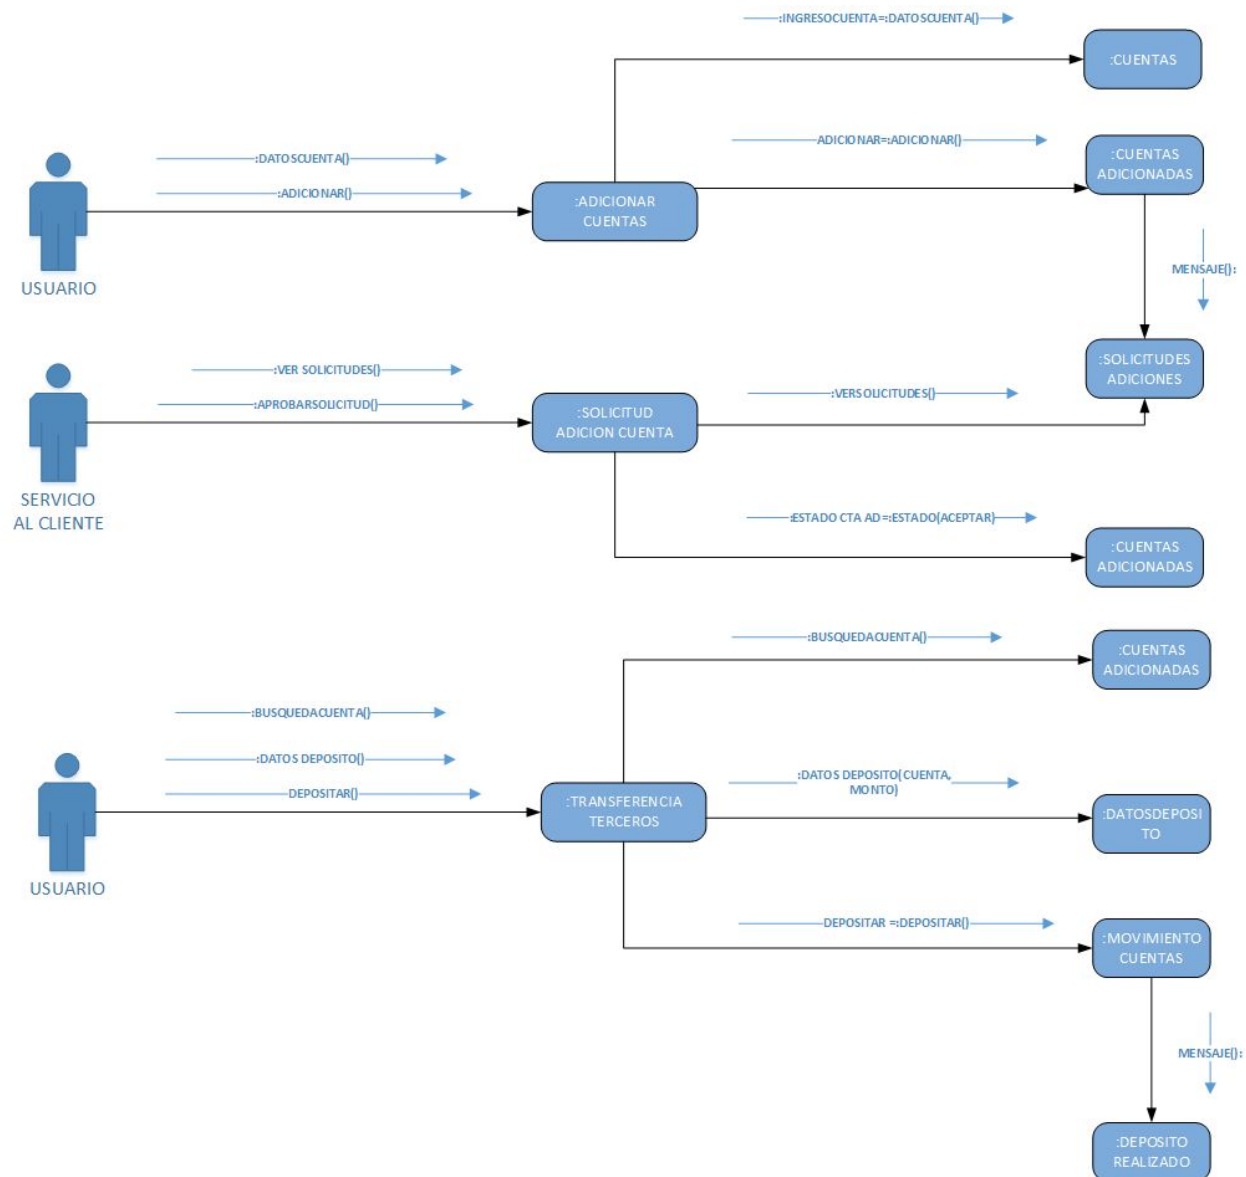 :INGRESOCUENTA=:DATOSCUENTA()
:CUENTAS
:DATOSCUENTA()
:ADICIONAR()
ADICIONAR=:ADICIONAR()
:CUENTAS
ADICIONADAS
:ADICIONAR
CUENTAS
USUARIO
MENSAJE():
:VER SOLICITUDES()
:APROBARSOLICITUD()
:SOLICITUD
ADICION CUENTA
:VERSOLICITUDES()
:SOLICITUDES
ADICIONES
SERVICIO
AL CLIENTE
:ESTADO CTA AD=:ESTADO(ACEPTAR)
:CUENTAS
ADICIONADAS
:BUSQUEDACUENTA()
:CUENTAS
ADICIONADAS
:BUSQUEDACUENTA()
:DATOS DEPOSITO()
DEPOSITAR()
:TRANSFERENCIA
TERCEROS
:DATOS DEPOSITO(CUENTA,
MONTO)
:DATOSDEPOSI
TO
USUARIO
DEPOSITAR =:DEPOSITAR()
:MOVIMIENTO
CUENTAS
MENSAJE():
:DEPOSITO
REALIZADO